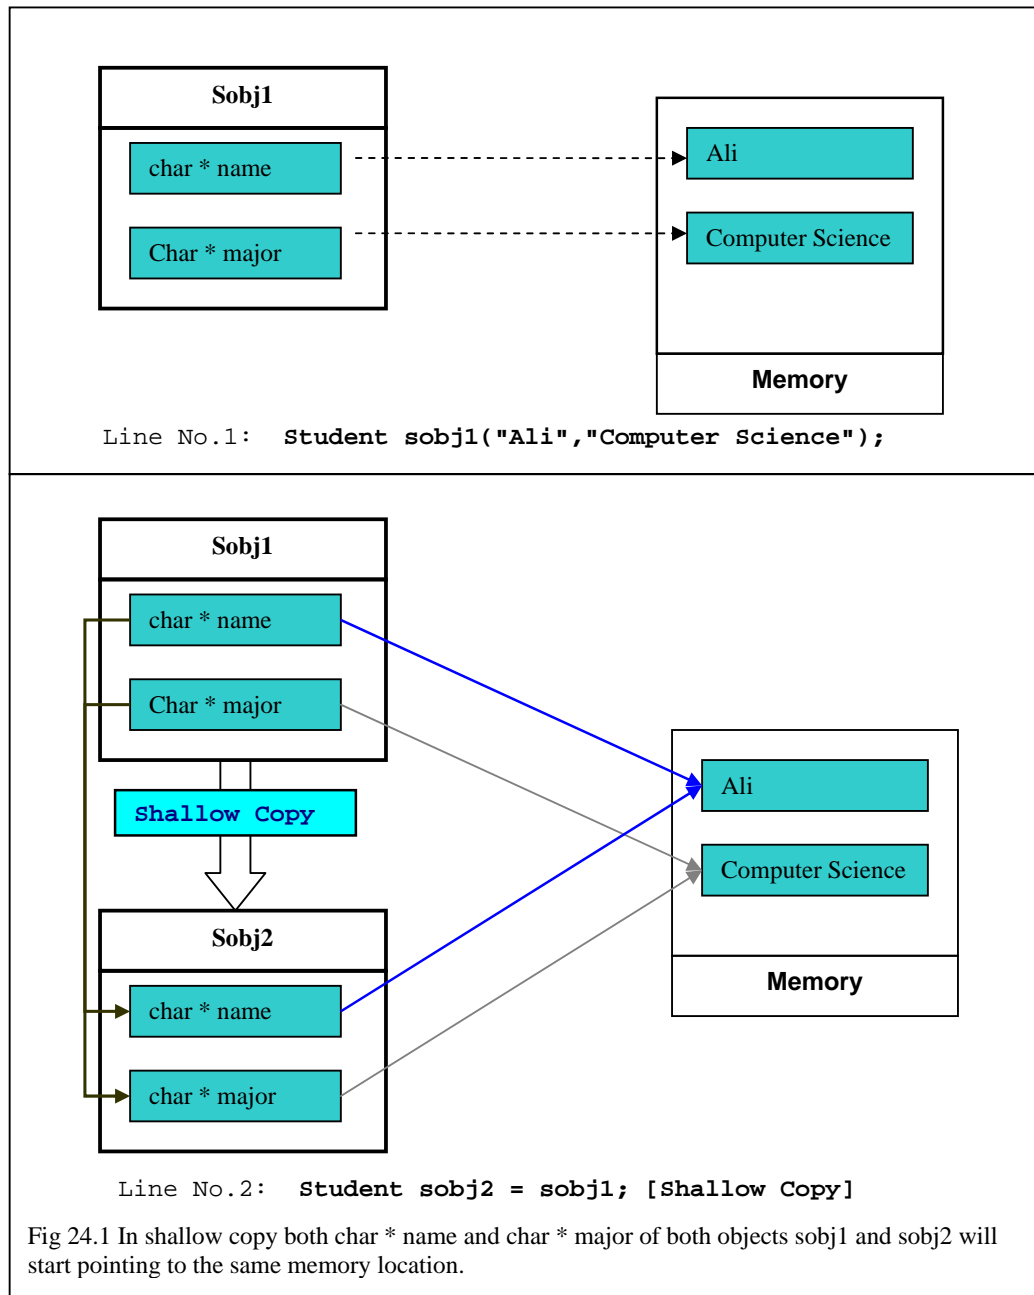 Sobj1
char * name
Char * major
Ali
Computer Science
Memory
Line No.1: Student sobj1("Ali","Computer Science");
Sobj1
char * name
Char * major
Shallow Copy
Ali
Computer Science
Memory
Sobj2
char * name
char * major
Line No.2: Student sobj2 = sobj1; [Shallow Copy]
Fig 24.1 In shallow copy both char * name and char * major of both objects sobj1 and sobj2 will
start pointing to the same memory location.